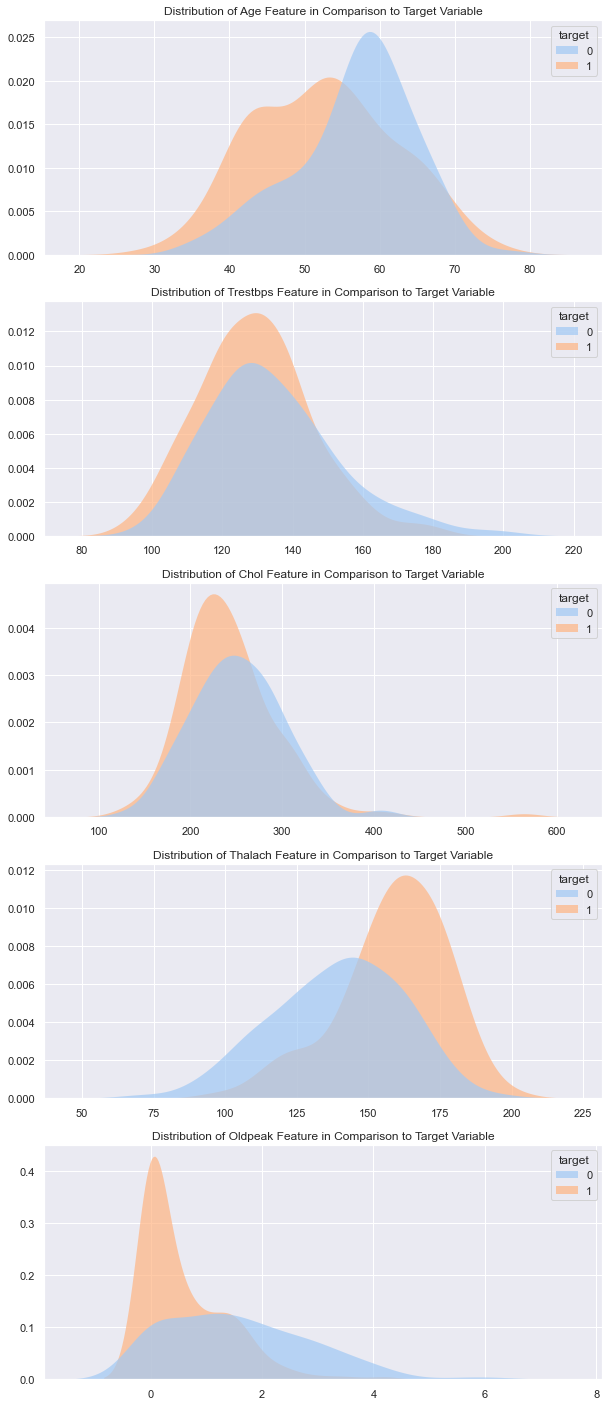 Distribution of Age Feature in Comparison to Target Variable
0.025
0.020
0.015
0.010
0.005
0.000
target
0
1
20 30 40 50 60 70 80
Distribution of Trestbps Feature in Comparison to Target Variable
0.012
0.010
0.008
0.006
0.004
0.002
0.000
target
0
1
80 100 120 140 160 180 200 220
Distribution of Chol Feature in Comparison to Target Variable
0.004
0.003
0.002
0.001
0.000
target
0
1
100 200 300 400 500 600
Distribution of Thalach Feature in Comparison to Target Variable
0.012
0.010
0.008
0.006
0.004
0.002
0.000
target
0
1
50 75 100 125 150 175 200 225
Distribution of Oldpeak Feature in Comparison to Target Variable
0.4
0.3
0.2
0.1
0.0
target
0
1
0 2 4 6 8